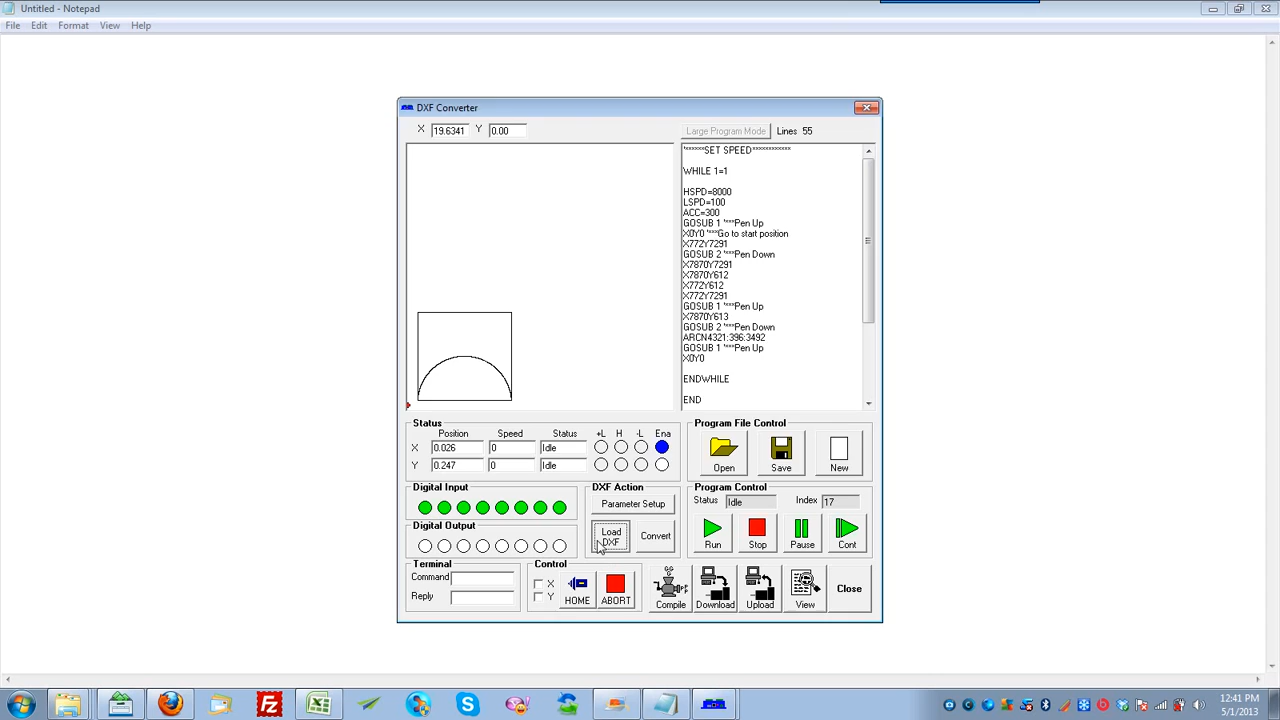 Untitled - Notepad
File Edit Format View Help
DXF Converter
X 19.6341 Y 0.00 Large Program Mode Lines 55
'******SET SPEED************
WHILE 1=1
HSPD=8000
LSPD=100
ACC=300
GOSUB 1 '***Pen Up
X0Y0 '***Go to start position
X772Y7291
GOSUB 2 '***Pen Down
X7870Y7291
X7870Y612
X772Y612
X772Y7291
GOSUB 1 '***Pen Up
X7870Y613
GOSUB 2 '***Pen Down
ARCN4321:396:3492
GOSUB 1 '***Pen Up
X0Y0
ENDWHILE
END
Status
Position Speed Status +L H -L Ena
X 0.026 0 Idle
Y 0.247 0 Idle
Program File Control
Open Save New
Digital Input
Digital Output
DXF Action
Parameter Setup
Load DXF Convert
Program Control
Status Idle Index 17
Run Stop Pause Cont
Terminal
Command
Reply
Control
X
Y
HOME ABORT
Compile Download Upload View Close
12:41 PM
5/1/2013